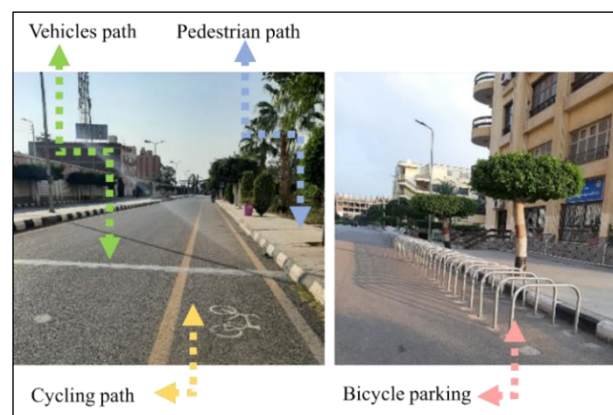 Vehicles path
Pedestrian path
Cycling path
Bicycle parking